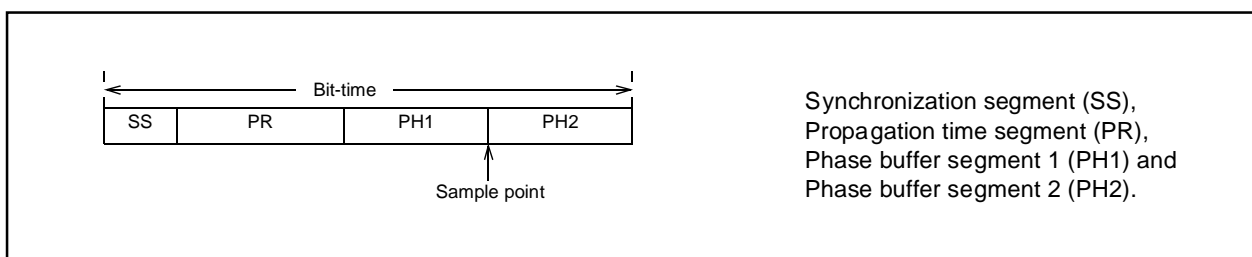 Bit-time
SS PR PH1 PH2
Sample point
Synchronization segment (SS),
Propagation time segment (PR),
Phase buffer segment 1 (PH1) and
Phase buffer segment 2 (PH2).